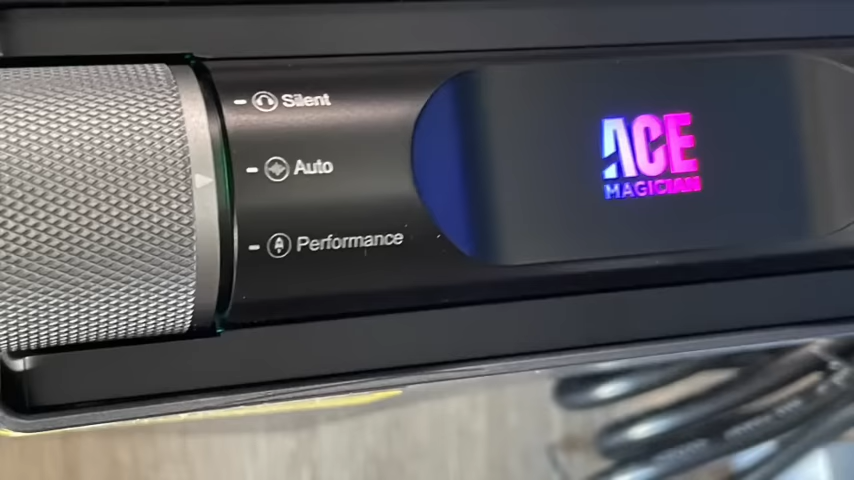 Silent
Auto
Performance
ACE
MAGICIAN